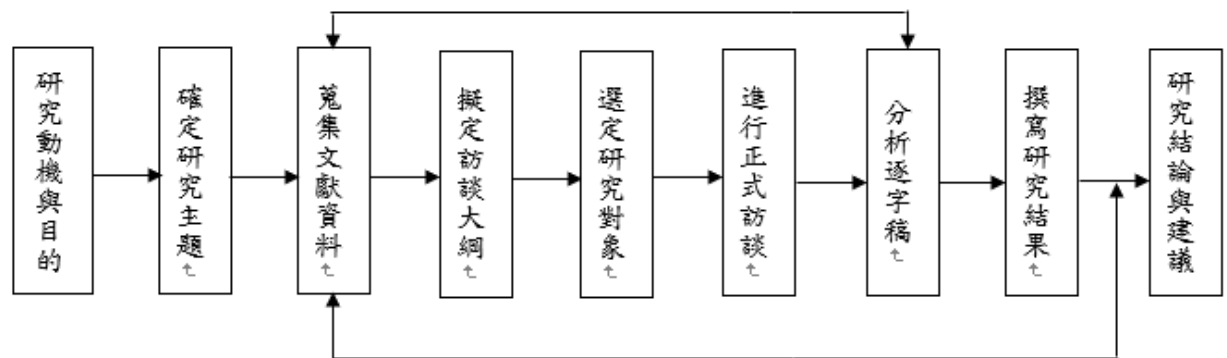 研究動機與目的
確定研究主題
蒐集文獻資料
擬定訪談大綱
選定研究對象
進行正式訪談
分析逐字稿
撰寫研究結果
研究結論與建議